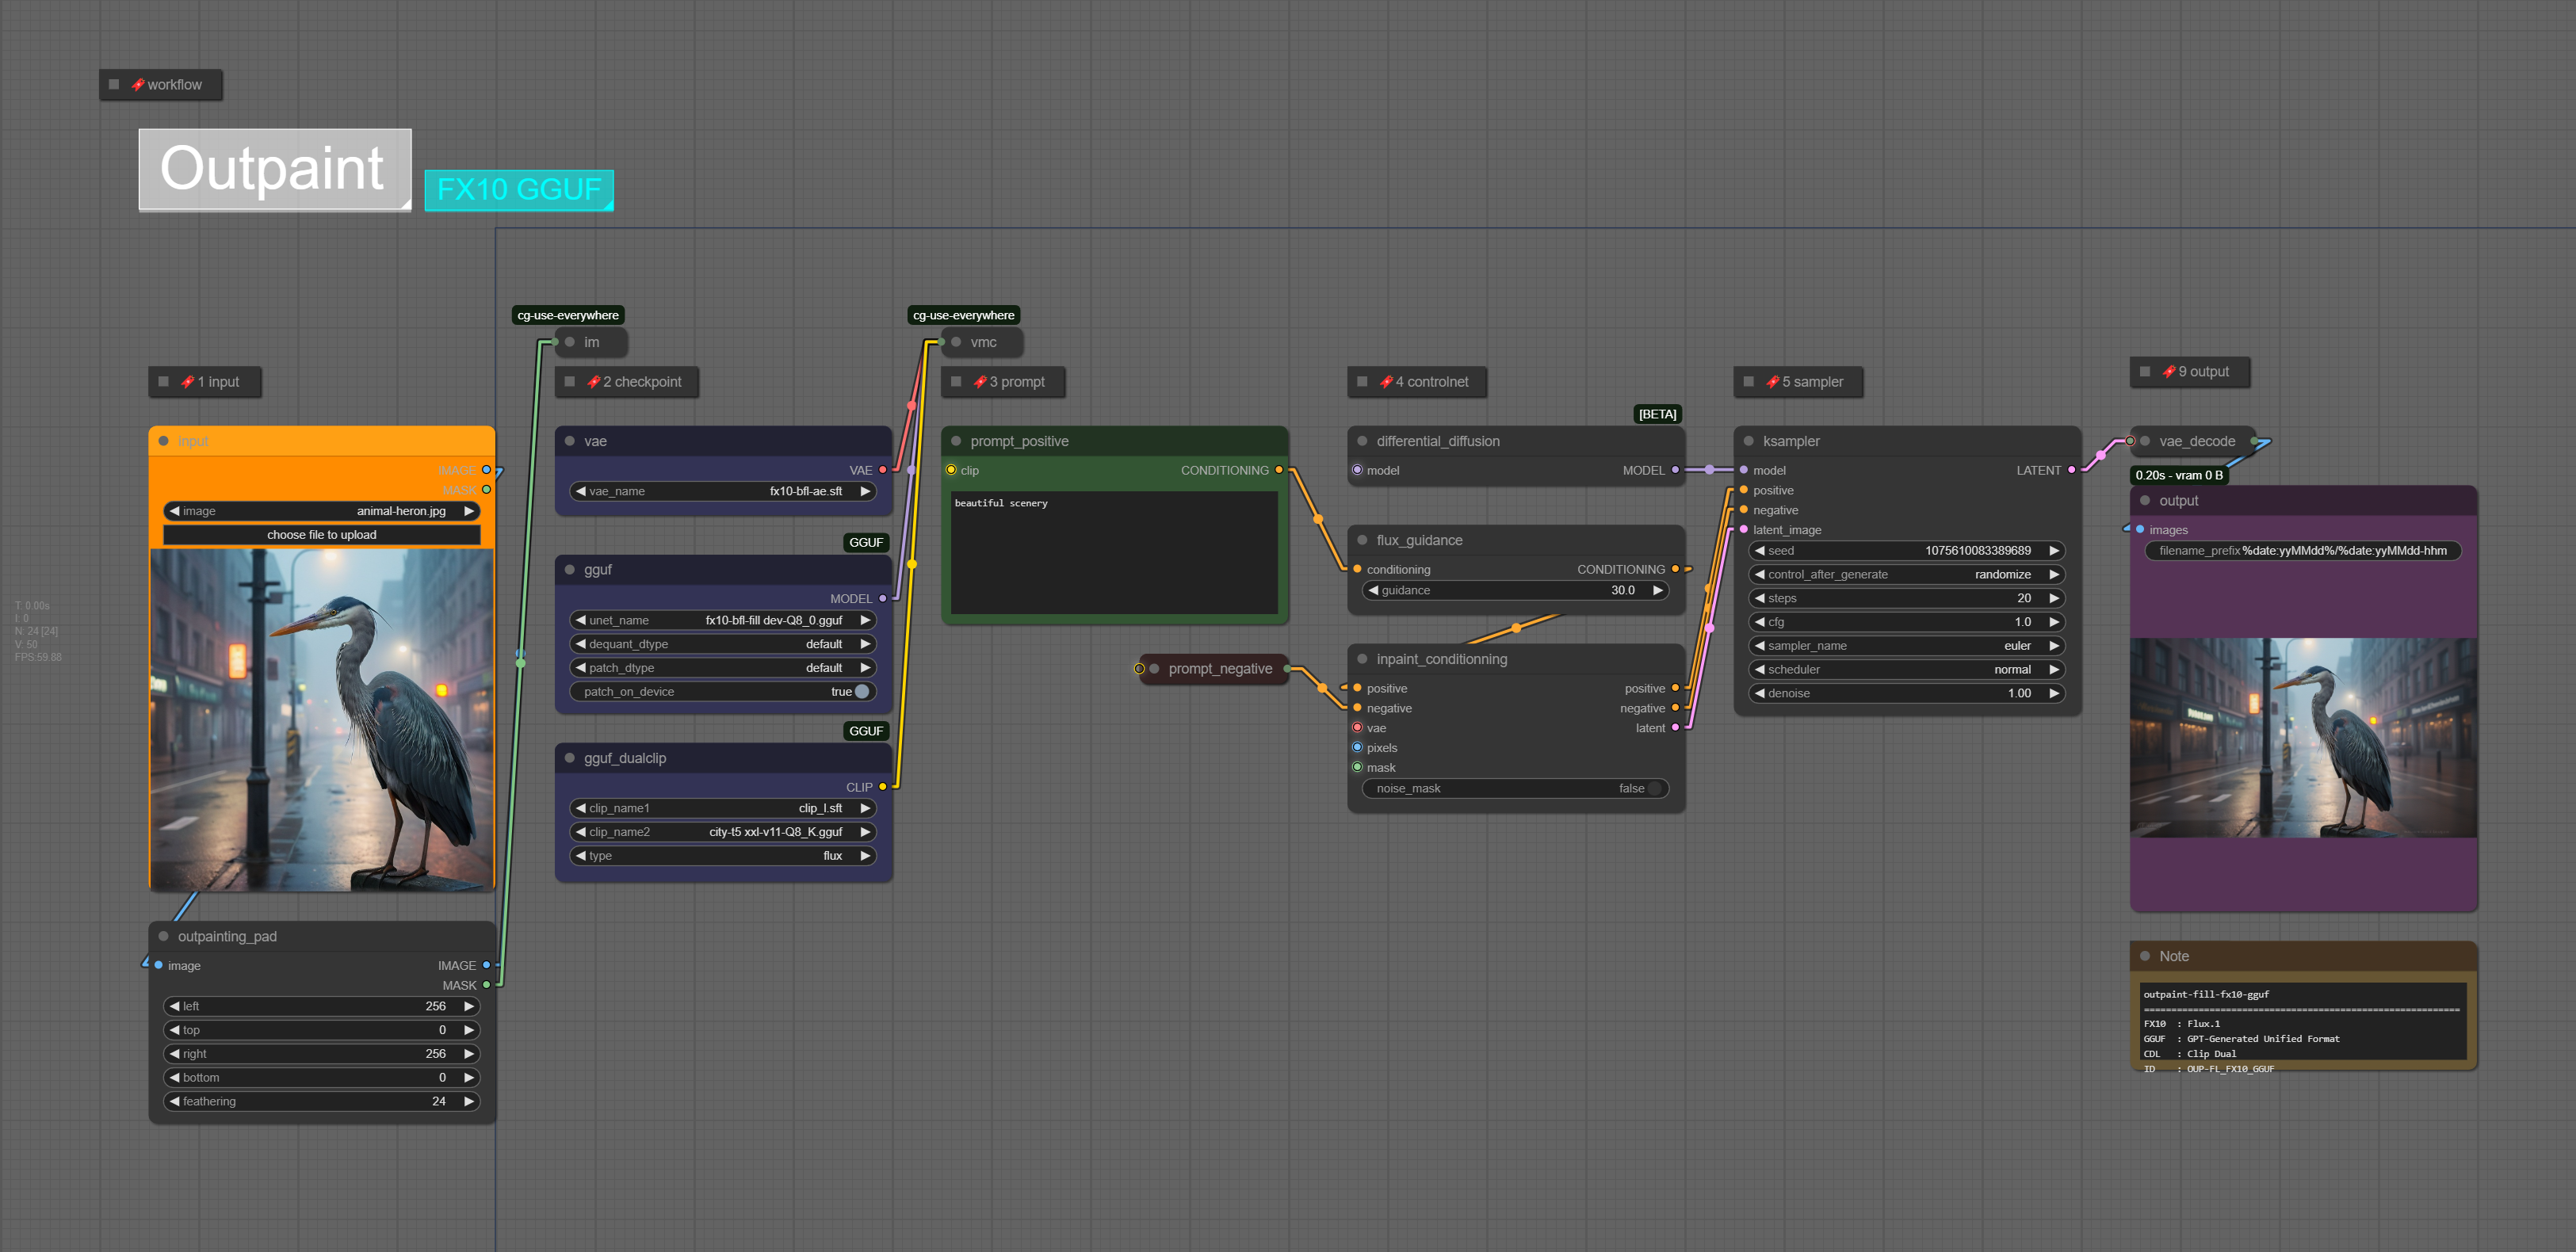 workflow
Outpaint
FX10 GGUF
cg-use-everywhere
im
cg-use-everywhere
vmc
1 input
2 checkpoint
3 prompt
4 controlnet
5 sampler
9 output
input
IMAGE
MASK
image animal-heron.jpg
choose file to upload
outpainting_pad
image IMAGE
MASK
left 256
top 0
right 256
bottom 0
feathering 24
T: 0.00s
I: 0
N: 24 [24]
V: 50
FPS:59.88
vae
VAE
vae_name fx10-bfl-ae.sft
GGUF
gguf
MODEL
unet_name fx10-bfl-fill dev-Q8_0.gguf
dequant_dtype default
patch_dtype default
patch_on_device true
GGUF
gguf_dualclip
CLIP
clip_name1 clip_l.sft
clip_name2 city-t5 xxl-v11-Q8_K.gguf
type flux
prompt_positive
clip CONDITIONING
beautiful scenery
prompt_negative
[BETA]
differential_diffusion
model MODEL
flux_guidance
conditioning CONDITIONING
guidance 30.0
inpaint_conditionning
positive positive
negative negative
vae latent
pixels
mask
noise_mask false
ksampler
model LATENT
positive
negative
latent_image
seed 1075610083389689
control_after_generate randomize
steps 20
cfg 1.0
sampler_name euler
scheduler normal
denoise 1.00
vae_decode
0.20s - vram 0 B
output
images
filename_prefix %date:yyMMdd%/%date:yyMMdd-hhm
Note
outpaint-fill-fx10-gguf
==========================================================
FX10 : Flux.1
GGUF : GPT-Generated Unified Format
CDL : Clip Dual
ID : OUP-FL_FX10_GGUF